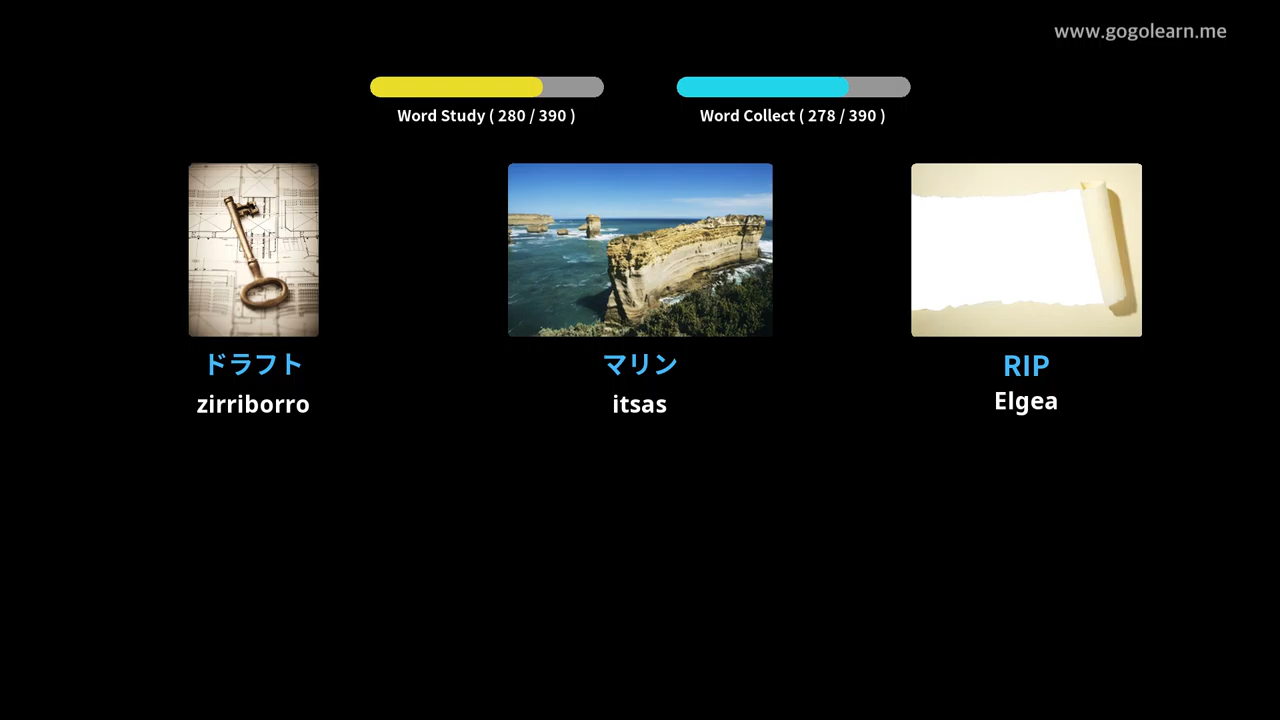 www.gogolearn.me
Word Study ( 280 / 390 )
Word Collect ( 278 / 390 )
ドラフト
マリン
RIP
zirriborro
itsas
Elgea